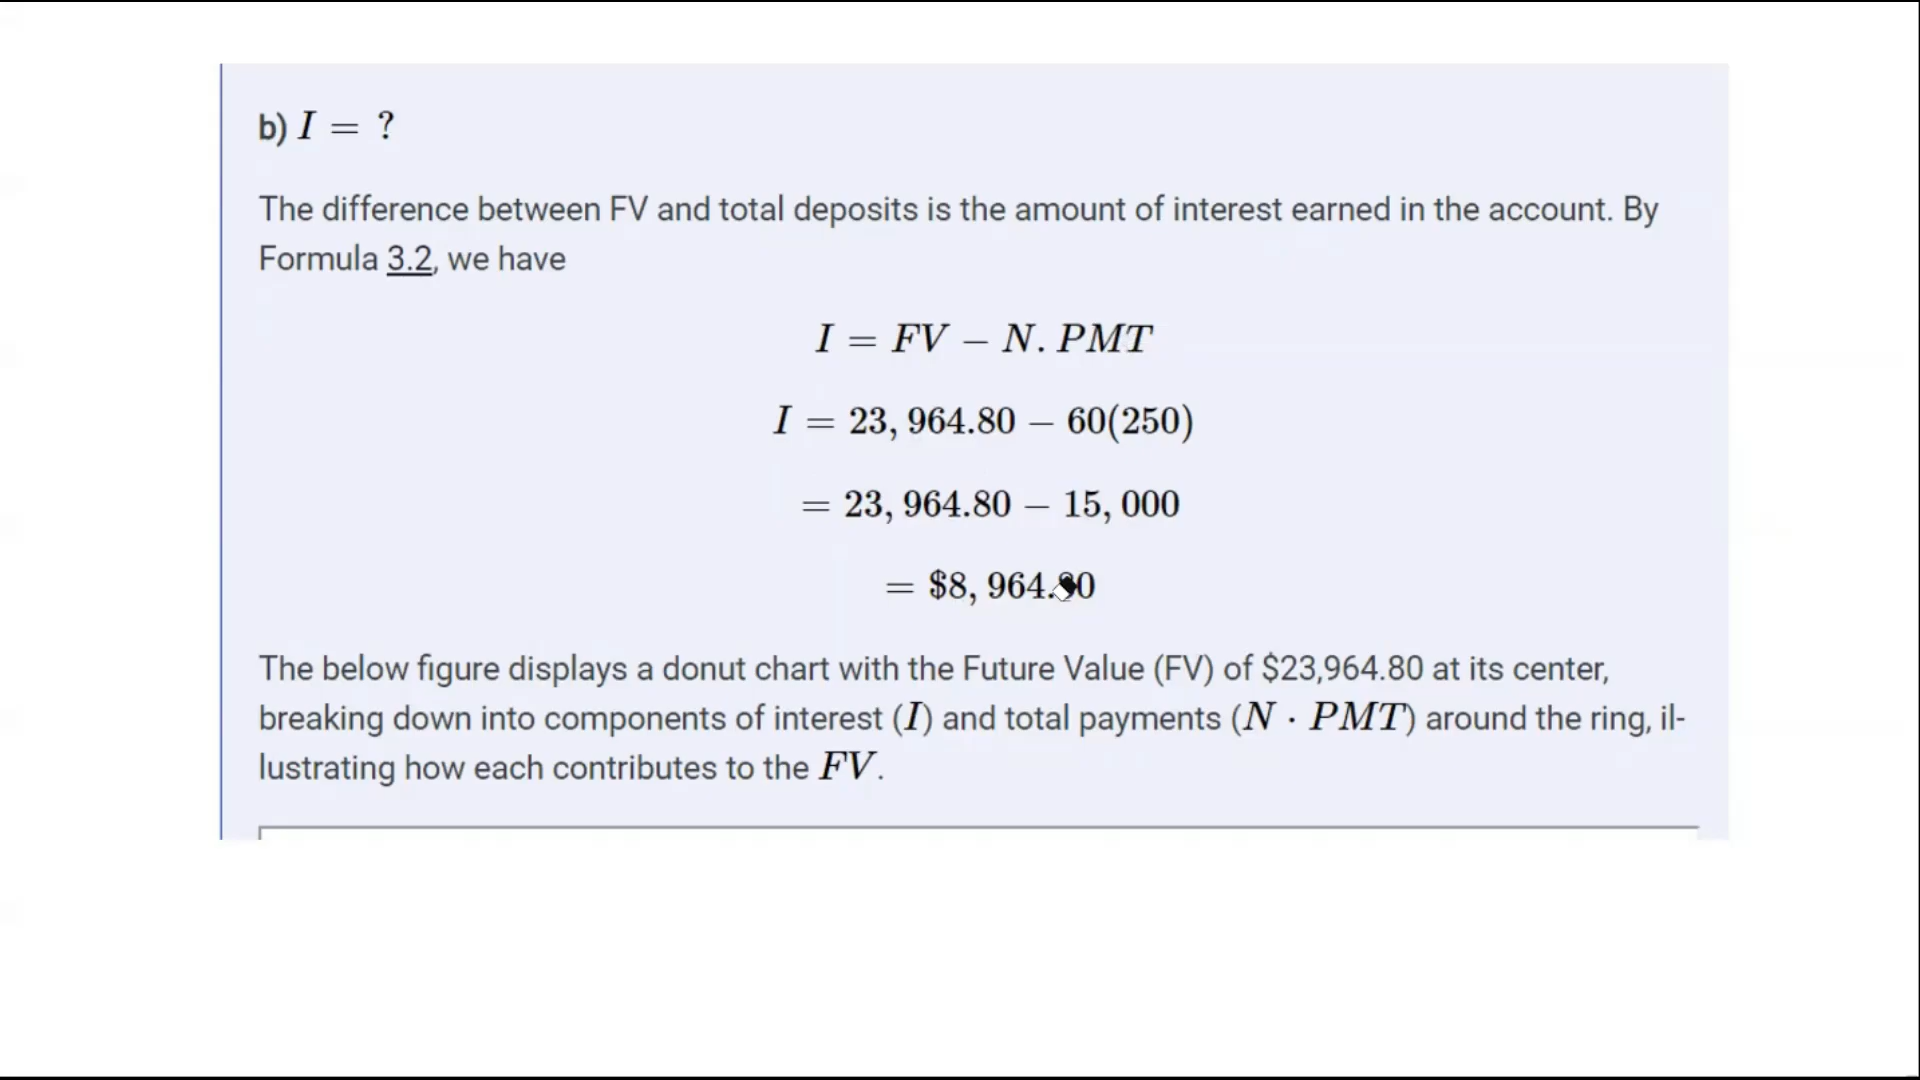 b) I = ?
The difference between FV and total deposits is the amount of interest earned in the account. By
Formula 3.2, we have
I = FV − N. PMT
I = 23, 964.80 − 60(250)
= 23, 964.80 − 15, 000
= $8, 964.80
The below figure displays a donut chart with the Future Value (FV) of $23,964.80 at its center,
breaking down into components of interest (I) and total payments (N · PMT) around the ring, il-
lustrating how each contributes to the FV.